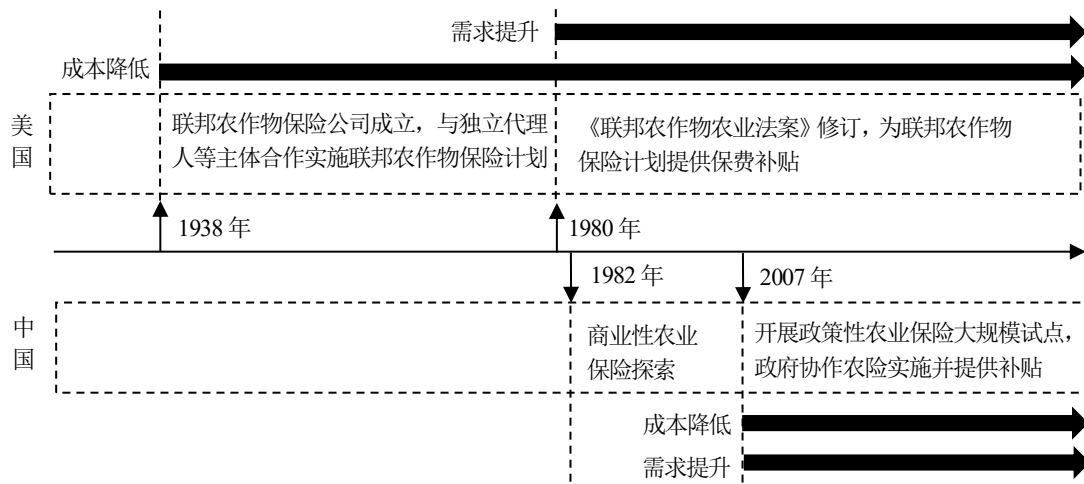 需求提升
成本降低
美
国
联邦农作物保险公司成立，与独立代理
人等主体合作实施联邦农作物保险计划
《联邦农作物农业法案》修订，为联邦农作物
保险计划提供保费补贴
1938 年
1980 年
1982 年
2007 年
中
国
商业性农业
保险探索
开展政策性农业保险大规模试点，
政府协作农险实施并提供补贴
成本降低
需求提升